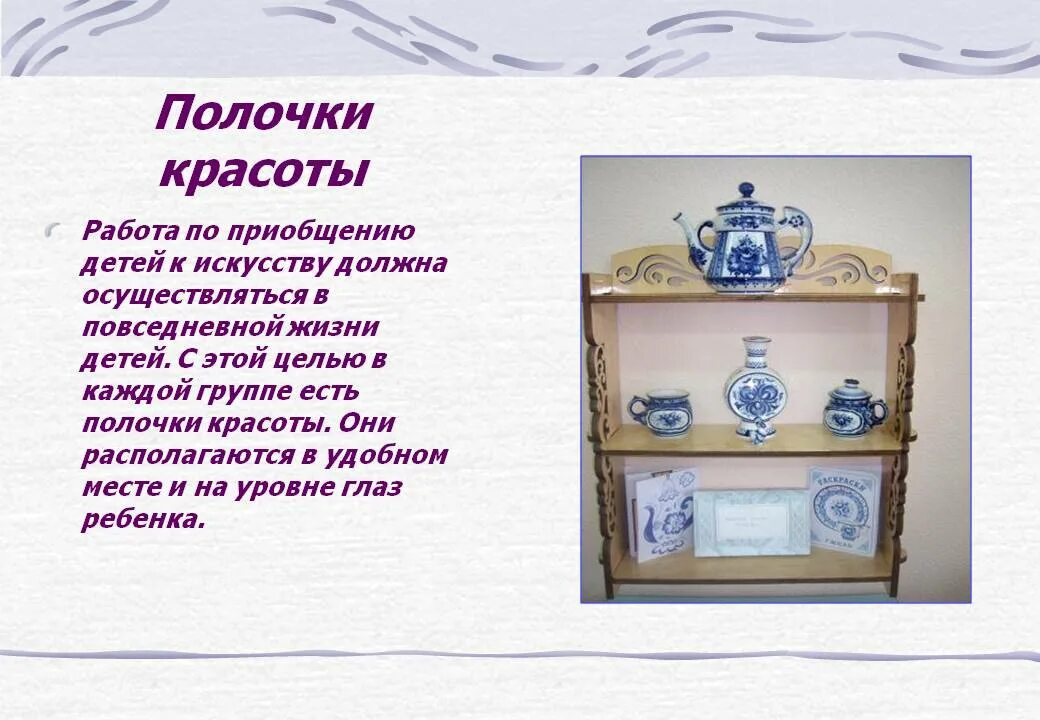 Полочки
красоты
Работа по приобщению
детей к искусству должна
осуществляться в
повседневной жизни
детей. С этой целью в
каждой группе есть
полочки красоты. Они
располагаются в удобном
месте и на уровне глаз
ребенка.
РАСКРАСКИ
ГЖЕЛИ